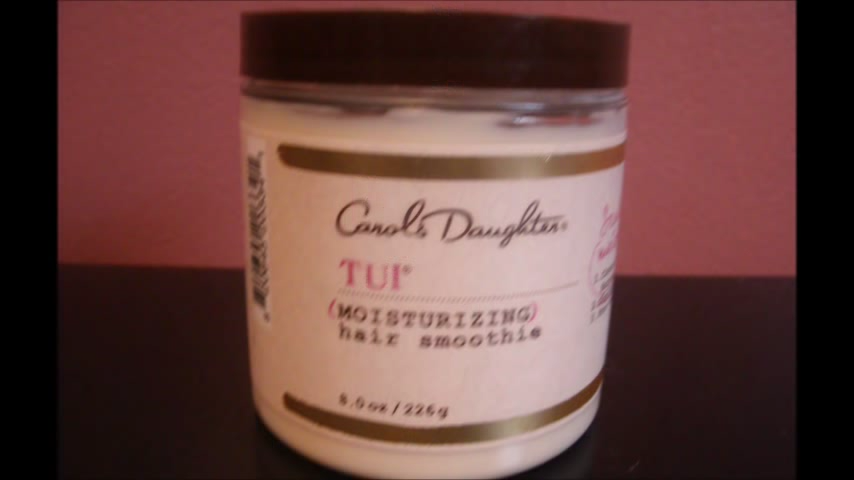 Carol's Daughter®
TUI®
(MOISTURIZING)
hair smoothie
8.0 oz / 226g